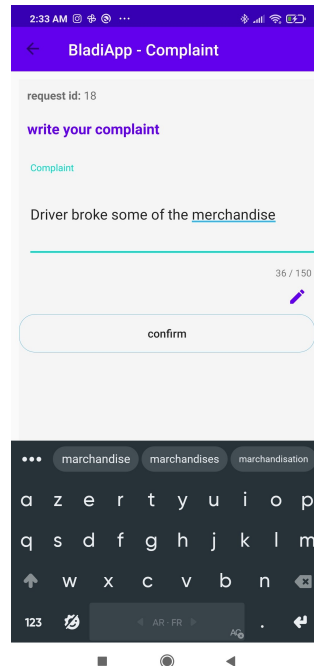 2:33 AM ...
BladiApp - Complaint
request id: 18
write your complaint
Complaint
Driver broke some of the merchandise
36 / 150
confirm
... marchandise marchandises marchandisation
a z e r t y u i o p
q s d f g h j k l m
w x c v b n
123 AR · FR .